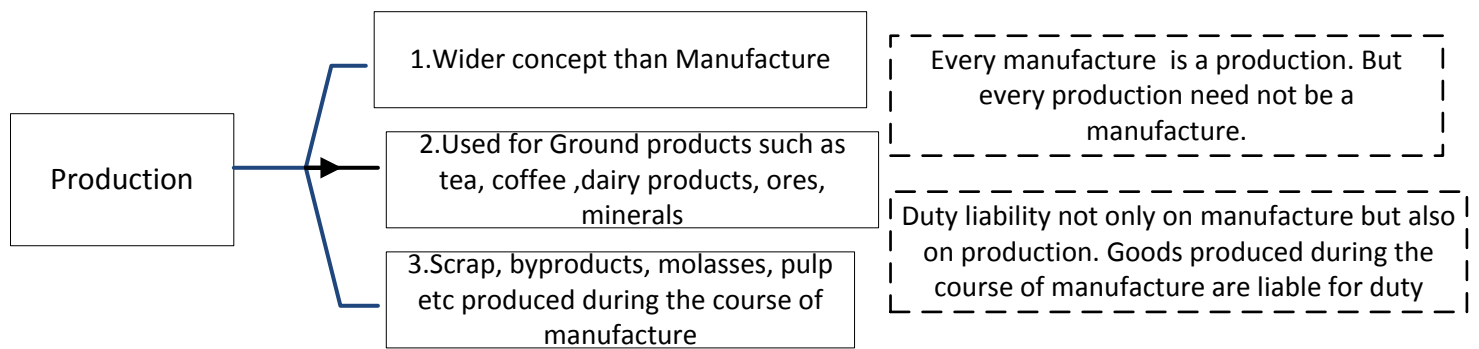 Production
1.Wider concept than Manufacture
2.Used for Ground products such as
tea, coffee ,dairy products, ores,
minerals
3.Scrap, byproducts, molasses, pulp
etc produced during the course of
manufacture
Every manufacture  is a production. But
every production need not be a
manufacture.
Duty liability not only on manufacture but also
on production. Goods produced during the
course of manufacture are liable for duty